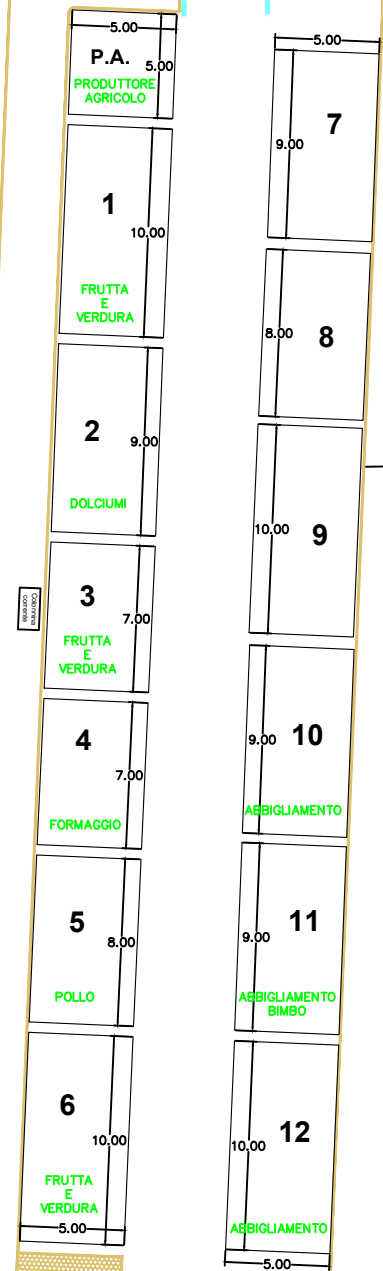 5.00
P.A.
5.00
PRODUTTORE
AGRICOLO
1
10.00
FRUTTA
E
VERDURA
2
9.00
DOLCIUMI
3
7.00
FRUTTA
E
VERDURA
Colonnina
corrente
4
7.00
FORMAGGIO
5
8.00
POLLO
6
10.00
FRUTTA
E
VERDURA
5.00
5.00
7
9.00
8
8.00
9
10.00
10
9.00
ABBIGLIAMENTO
11
9.00
ABBIGLIAMENTO
BIMBO
12
10.00
ABBIGLIAMENTO
5.00